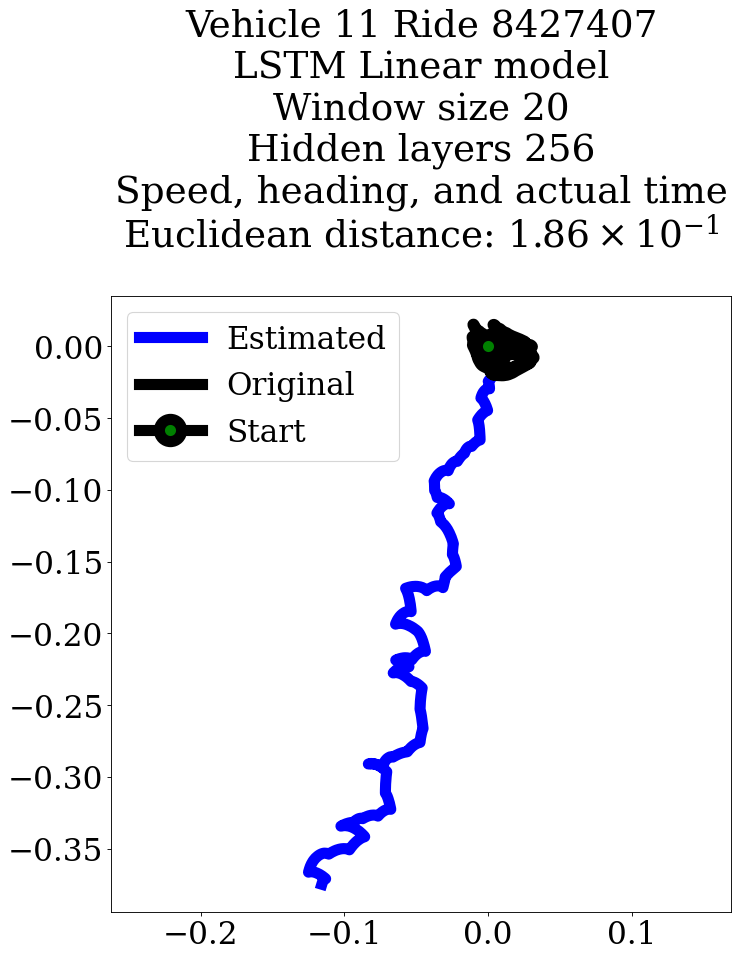 Vehicle 11 Ride 8427407
LSTM Linear model
Window size 20
Hidden layers 256
Speed, heading, and actual time
Euclidean distance: 1.86 × 10⁻¹
Estimated
Original
Start
0.00
−0.05
−0.10
−0.15
−0.20
−0.25
−0.30
−0.35
−0.2 −0.1 0.0 0.1